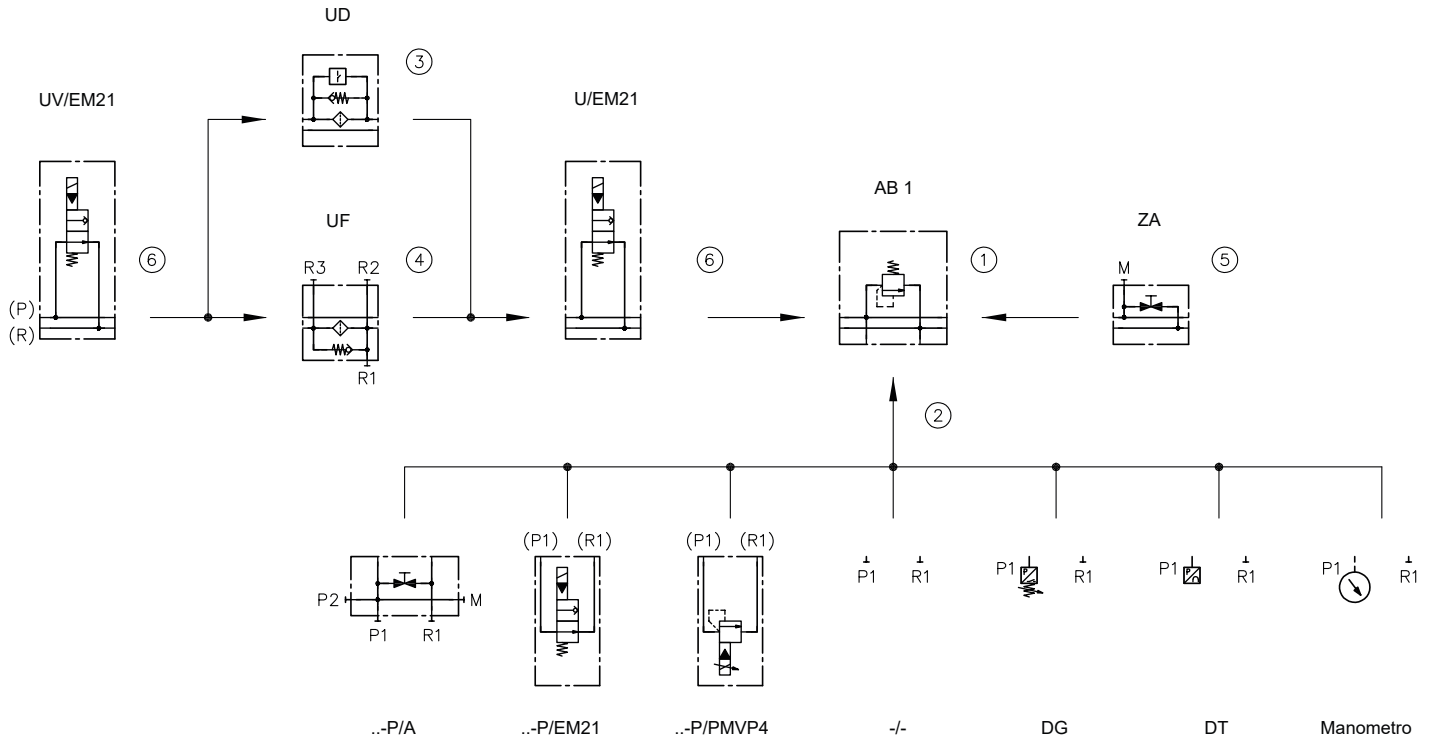 UD
③
UV/EM21
U/EM21
AB 1
UF
ZA
⑥
R3 R2
④
⑥
①
M
⑤
(P)
(R)
R1
②
(P1) (R1)
(P1) (R1)
P2
M
P1 R1
P1 R1
P1
P
R1
P1
P
R1
P1
R1
..-P/A
..-P/EM21
..-P/PMVP4
-/-
DG
DT
Manometro